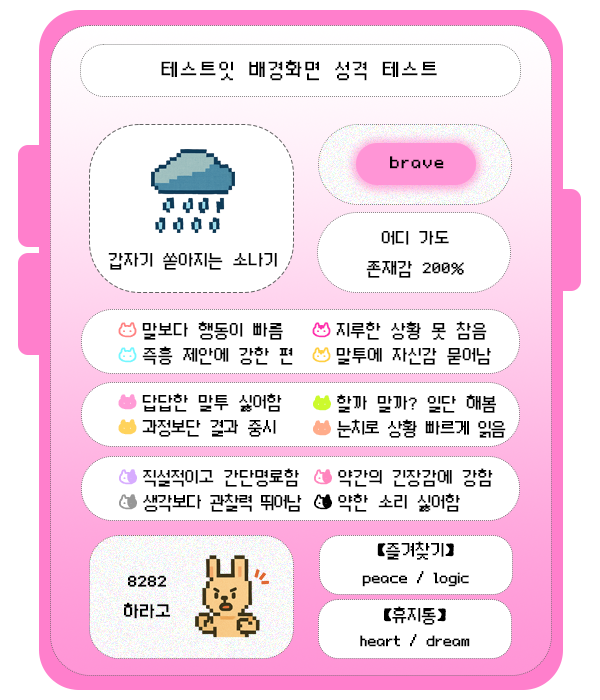 테스트잇 배경화면 성격 테스트
갑자기 쏟아지는 소나기
brave
어디 가도
존재감 200%
말보다 행동이 빠름
지루한 상황 못 참음
즉흥 제안에 강한 편
말투에 자신감 묻어남
답답한 말투 싫어함
할까 말까? 일단 해봄
과정보단 결과 중시
눈치로 상황 빠르게 읽음
직설적이고 간단명료함
약간의 긴장감에 강함
생각보다 관찰력 뛰어남
약한 소리 싫어함
8282
하라고
【즐겨찾기】
peace / logic
【휴지통】
heart / dream